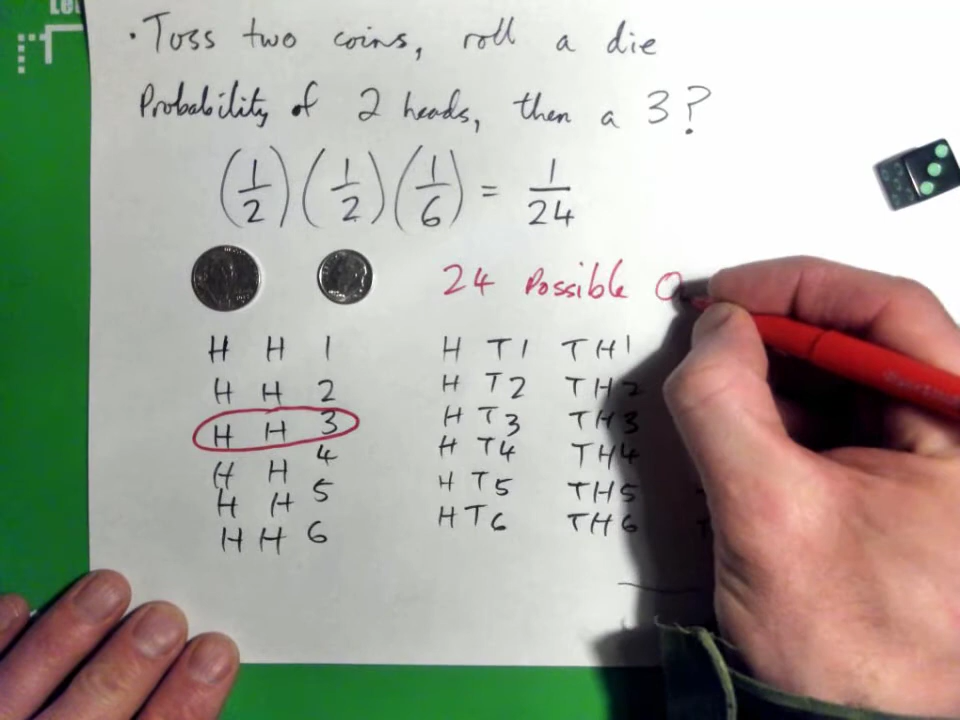 · Toss two coins, roll a die
Probability of 2 heads, then a 3?
(1/2)(1/2)(1/6) = 1/24
24 Possible
H H 1 H T1 TH1
H H 2 H T2 TH2
H H 3 H T3 TH3
H H 4 H T4 TH4
H H 5 H T5 TH5
H H 6 H T6 TH6